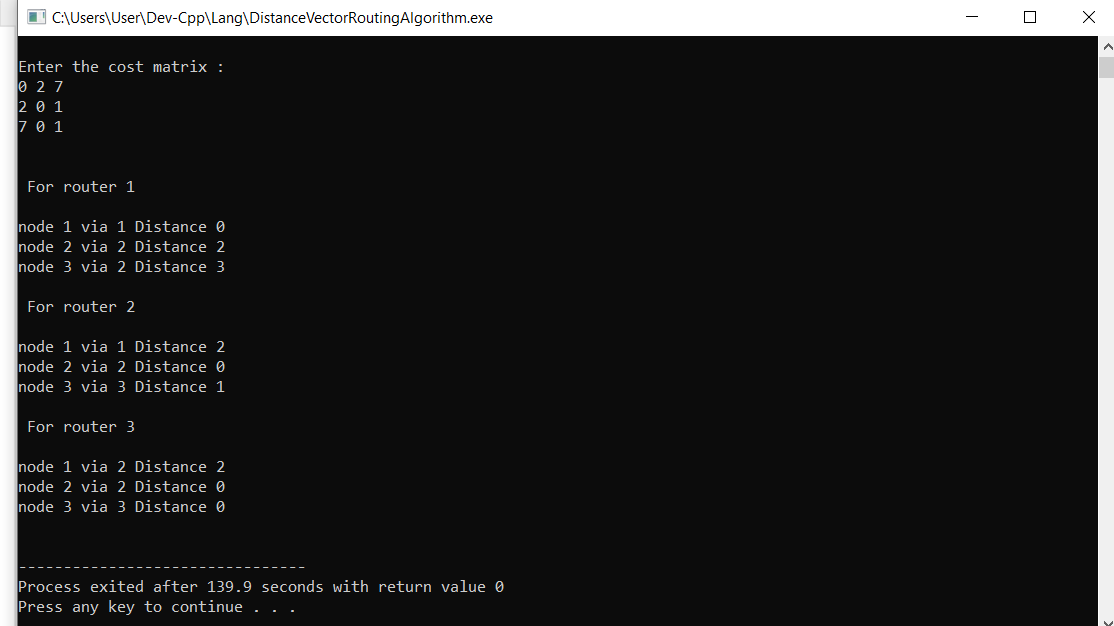 C:\Users\User\Dev-Cpp\Lang\DistanceVectorRoutingAlgorithm.exe
Enter the cost matrix :
0 2 7
2 0 1
7 0 1
For router 1
node 1 via 1 Distance 0
node 2 via 2 Distance 2
node 3 via 2 Distance 3
For router 2
node 1 via 1 Distance 2
node 2 via 2 Distance 0
node 3 via 3 Distance 1
For router 3
node 1 via 2 Distance 2
node 2 via 2 Distance 0
node 3 via 3 Distance 0
--------------------------------
Process exited after 139.9 seconds with return value 0
Press any key to continue . . .